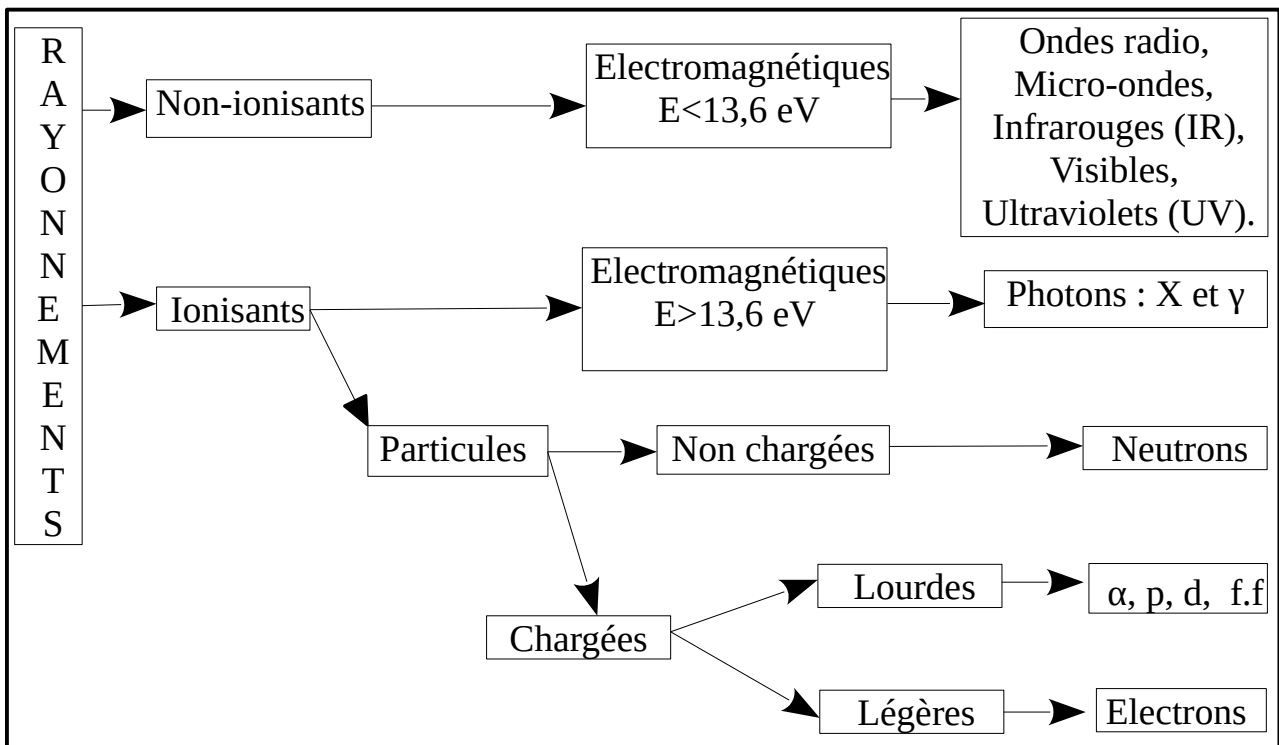 R
A
Y
O
N
N
E
M
E
N
T
S
Non-ionisants
Electromagnétiques
E<13,6 eV
Ondes radio,
Micro-ondes,
Infrarouges (IR),
Visibles,
Ultraviolets (UV).
Ionisants
Electromagnétiques
E>13,6 eV
Photons : X et γ
Particules
Non chargées
Neutrons
Chargées
Lourdes
α, p, d, f.f
Légères
Electrons